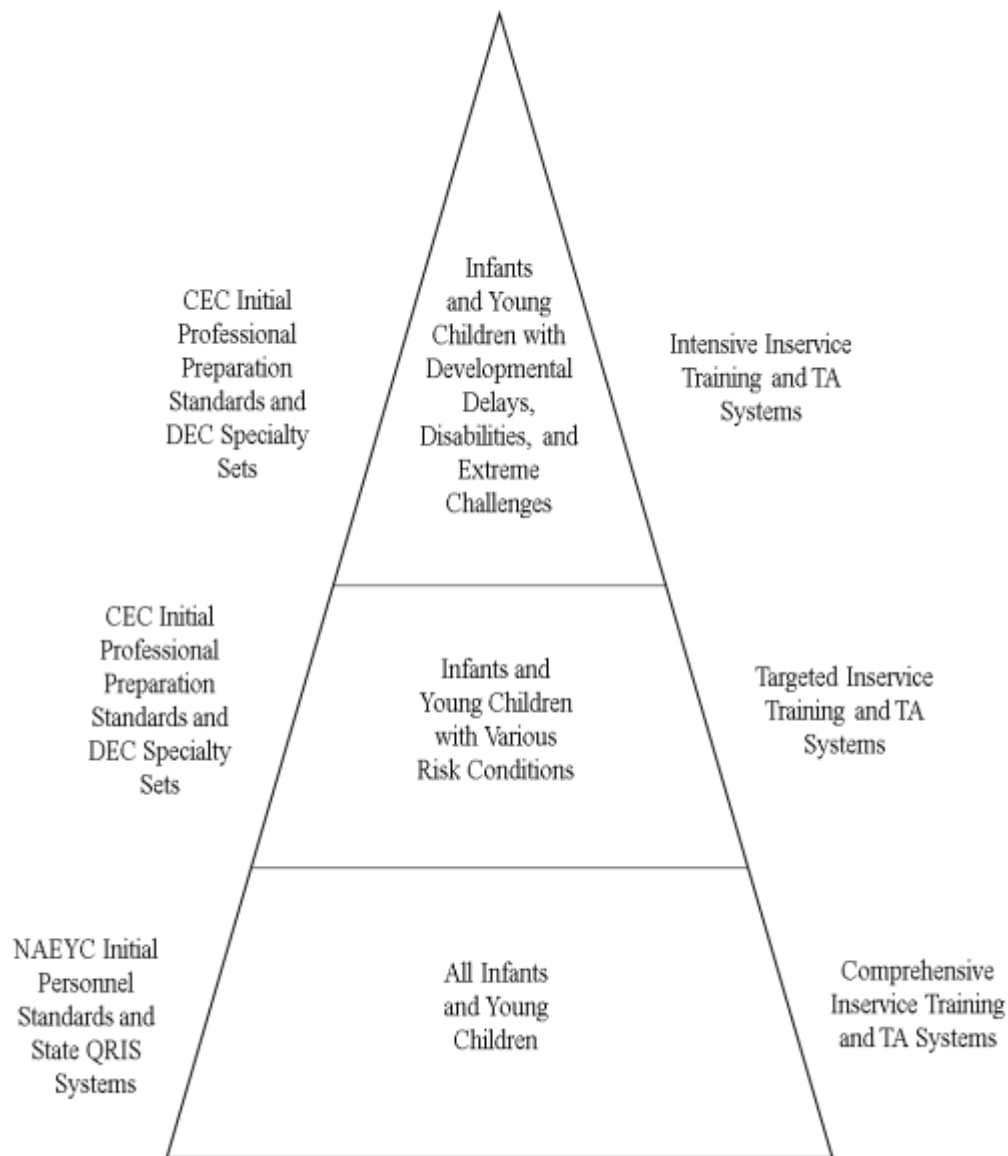 CEC Initial
Professional
Preparation
Standards and
DEC Specialty
Sets
Infants
and Young
Children with
Developmental
Delays,
Disabilities, and
Extreme
Challenges
Intensive Inservice
Training and TA
Systems
CEC Initial
Professional
Preparation
Standards and
DEC Specialty
Sets
Infants and
Young Children
with Various
Risk Conditions
Targeted Inservice
Training and TA
Systems
NAEYC Initial
Personnel
Standards and
State QRIS
Systems
All Infants
and Young
Children
Comprehensive
Inservice Training
and TA Systems